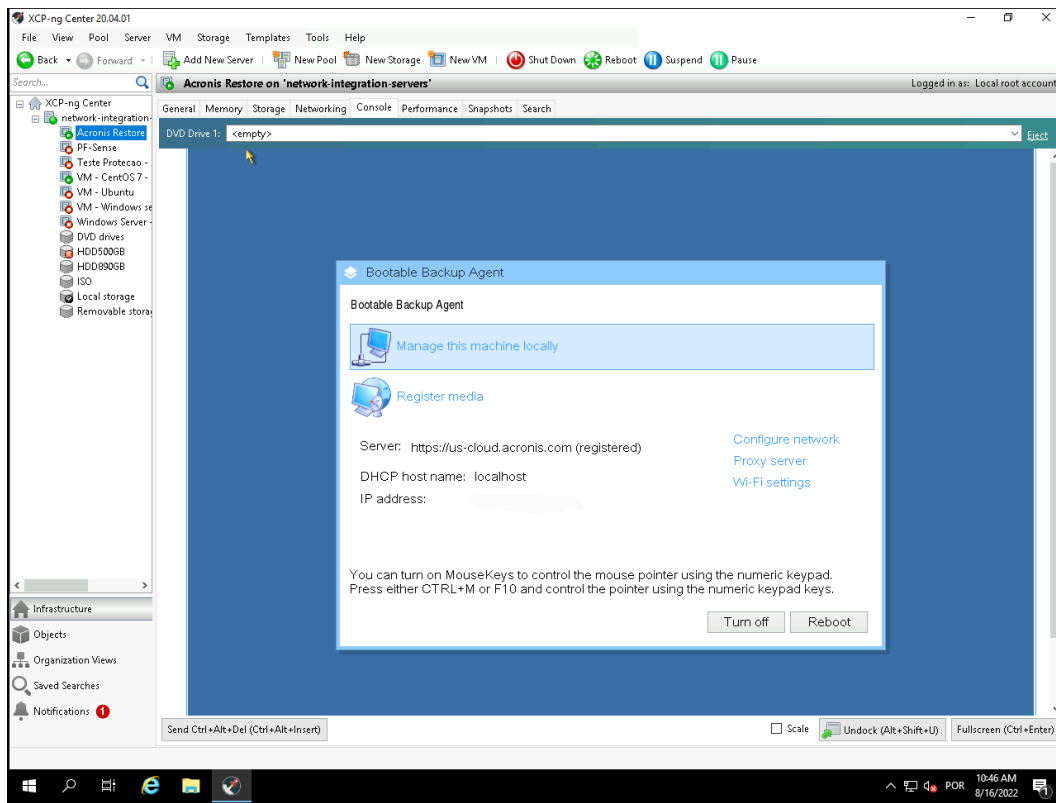 XCP-ng Center 20.04.01
File View Pool Server VM Storage Templates Tools Help
Back Forward Add New Server New Pool New Storage New VM Shut Down Reboot Suspend Pause
Search...
Acronis Restore on 'network-integration-servers'
Logged in as: Local root account
XCP-ng Center
network-integration-
Acronis Restore
PF-Sense
Teste Protecao -
VM - CentOS 7 -
VM - Ubuntu
VM - Windows se
Windows Server -
DVD drives
HDD500GB
HDD890GB
ISO
Local storage
Removable stora
General Memory Storage Networking Console Performance Snapshots Search
DVD Drive 1: <empty> Eject
Bootable Backup Agent
Bootable Backup Agent
Manage this machine locally
Register media
Server: https://us-cloud.acronis.com (registered)
DHCP host name: localhost
IP address:
Configure network
Proxy server
Wi-Fi settings
You can turn on MouseKeys to control the mouse pointer using the numeric keypad.
Press either CTRL+M or F10 and control the pointer using the numeric keypad keys.
Turn off Reboot
Infrastructure
Objects
Organization Views
Saved Searches
Notifications 1
Send Ctrl+Alt+Del (Ctrl+Alt+Insert)
Scale Undock (Alt+Shift+U) Fullscreen (Ctrl+Enter)
POR
10:46 AM
8/16/2022
1